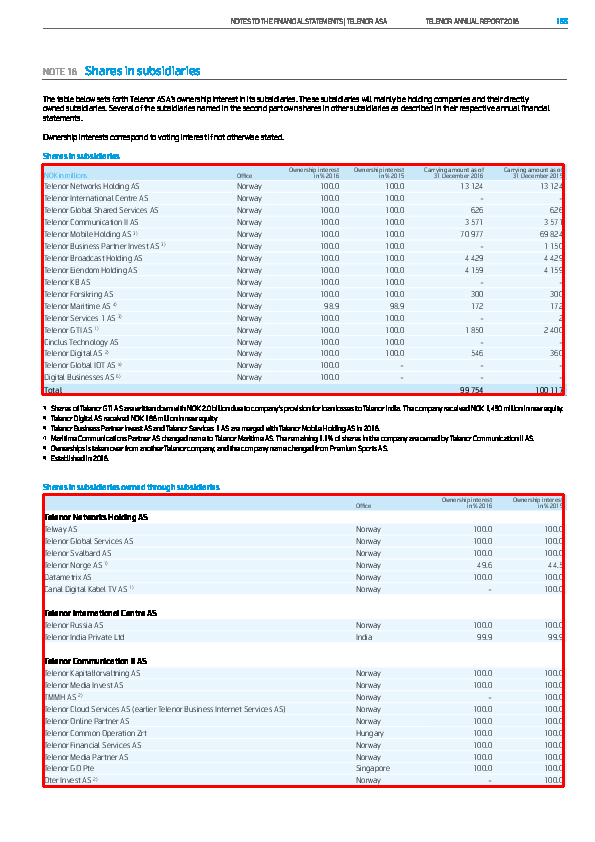 NOTES TO THE FINANCIAL STATEMENTS | TELENOR ASA TELENOR ANNUAL REPORT 2016
NOTE 16 Shares in subsidiaries
The table below sets forth Telenor ASA's ownership interest in its subsidiaries. These subsidiaries will mainly be holding companies and their directly
owned subsidiaries. Several of the subsidiaries named in the second part own shares in other subsidiaries as described in their respective annual financial
statements.
Ownership interests correspond to voting interest if not otherwise stated.
Shares in subsidiaries
NOK in millions Office Ownership interest in % 2016 Ownership interest in % 2015 Carrying amount as of 31 December 2016 Carrying amount as of 31 December 2015
Telenor Networks Holding AS Norway 100.0 100.0 13 124 13 124
Telenor International Centre AS Norway 100.0 100.0 – –
Telenor Global Shared Services AS Norway 100.0 100.0 626 626
Telenor Communication II AS Norway 100.0 100.0 3 571 3 571
Telenor Mobile Holding AS ³⁾ Norway 100.0 100.0 70 977 69 824
Telenor Business Partner Invest AS ³⁾ Norway 100.0 100.0 – 1 150
Telenor Broadcast Holding AS Norway 100.0 100.0 4 429 4 429
Telenor Eiendom Holding AS Norway 100.0 100.0 4 159 4 159
Telenor KB AS Norway 100.0 100.0 – –
Telenor Forsikring AS Norway 100.0 100.0 300 300
Telenor Maritime AS ⁴⁾ Norway 98.9 98.9 172 172
Telenor Services 1 AS ³⁾ Norway 100.0 100.0 – 2
Telenor GTI AS ¹⁾ Norway 100.0 100.0 1 850 2 400
Cinclus Technology AS Norway 100.0 100.0 – –
Telenor Digital AS ²⁾ Norway 100.0 100.0 546 360
Telenor Global IOT AS Norway 100.0 – – –
Digital Businesses AS Norway 100.0 – – –
Total 99 754 100 117
Shares of Telenor GTI AS are written down with NOK 2.0 billion due to company's provision for loan losses to Telenor India. The company received NOK 1,450 million in new equity.
Telenor Digital AS received NOK 186 million in new equity
Telenor Business Partner Invest AS and Telenor Services 1 AS are merged with Telenor Mobile Holding AS in 2016.
Maritime Communications Partner AS changed name to Telenor Maritime AS. The remaining 1.1% of shares in the company are owned by Telenor Communication II AS.
Ownerships is taken over from another Telenor company, and the company name changed from Premium Sports AS.
Established in 2016.
Shares in subsidiaries owned through subsidiaries
Office Ownership interest in % 2016 Ownership interest in % 2015
Telenor Networks Holding AS
Telway AS Norway 100.0 100.0
Telenor Global Services AS Norway 100.0 100.0
Telenor Svalbard AS Norway 100.0 100.0
Telenor Norge AS ¹⁾ Norway 49.6 44.5
Datametrix AS Norway 100.0 100.0
Canal Digital Kabel TV AS ¹⁾ Norway – 100.0
Telenor International Centre AS
Telenor Russia AS Norway 100.0 100.0
Telenor India Private Ltd India 99.9 99.9
Telenor Communication II AS
Telenor Kapitalforvaltning AS Norway 100.0 100.0
Telenor Media Invest AS Norway 100.0 100.0
TMMH AS ²⁾ Norway – 100.0
Telenor Cloud Services AS (earlier Telenor Business Internet Services AS) Norway 100.0 100.0
Telenor Online Partner AS Norway 100.0 100.0
Telenor Common Operation Zrt Hungary 100.0 100.0
Telenor Financial Services AS Norway 100.0 100.0
Telenor Media Partner AS Norway 100.0 100.0
Telenor GO Pte Singapore 100.0 100.0
Oter Invest AS ²⁾ Norway – 100.0